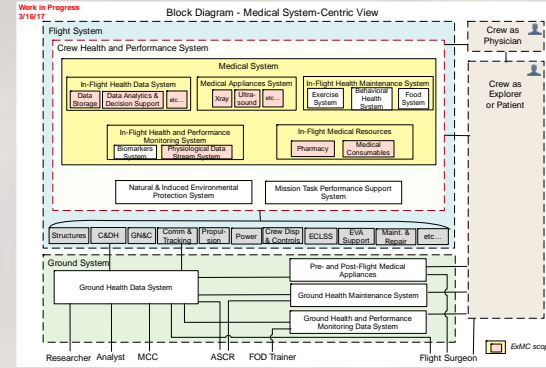 Work in Progress
3/16/17
Block Diagram - Medical System-Centric View
Flight System
Crew Health and Performance System
Medical System
In-Flight Health Data System
Data
Storage
Data Analytics &
Decision Support
etc...
Medical Appliances System
Xray
Ultra-
sound
etc...
In-Flight Health Maintenance System
Exercise
System
Behavioral
Health
System
Food
System
In-Flight Health and Performance
Monitoring System
Biomarkers
System
Physiological Data
Stream System
In-Flight Medical Resources
Pharmacy
Medical
Consumables
Natural & Induced Environmental
Protection System
Mission Task Performance Support
System
Structures
C&DH
GN&C
Comm &
Tracking
Propul-
sion
Power
Crew Disp
& Controls
ECLSS
EVA
Support
Maint. &
Repair
etc...
Crew as
Physician
Crew as
Explorer
or Patient
Ground System
Ground Health Data System
Pre- and Post-Flight Medical
Appliances
Ground Health Maintenance System
Ground Health and Performance
Monitoring Data System
Researcher
Analyst
MCC
ASCR
FOD Trainer
Flight Surgeon
ExMC scop